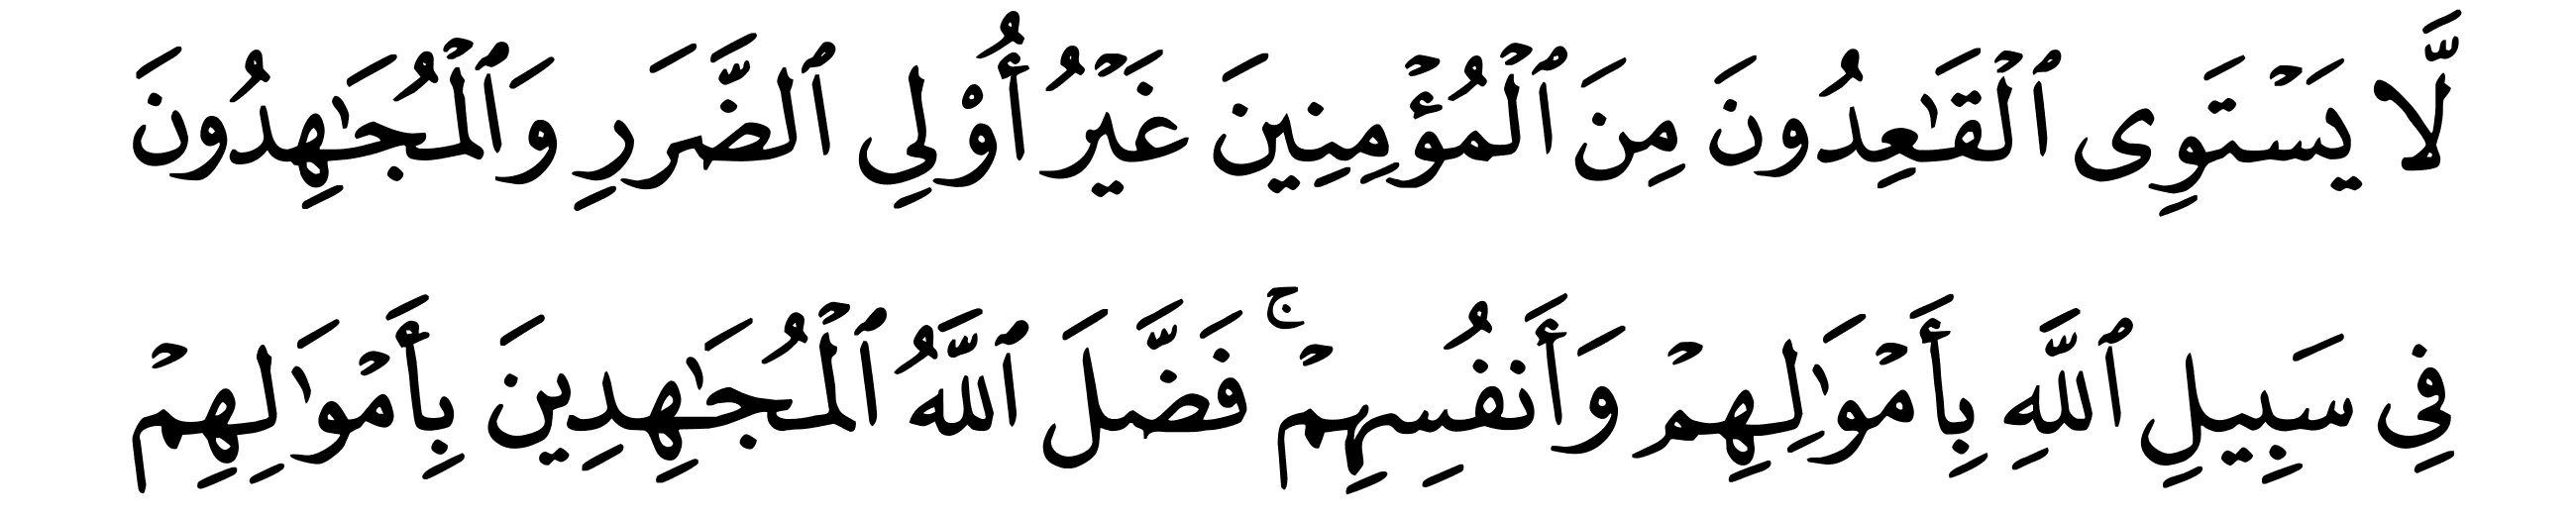 لَّا يَسْتَوِى ٱلْقَـٰعِدُونَ مِنَ ٱلْمُؤْمِنِينَ غَيْرُ أُو۟لِى ٱلضَّرَرِ وَٱلْمُجَـٰهِدُونَ
فِى سَبِيلِ ٱللَّهِ بِأَمْوَٰلِهِمْ وَأَنفُسِهِمْ ۚ فَضَّلَ ٱللَّهُ ٱلْمُجَـٰهِدِينَ بِأَمْوَٰلِهِمْ